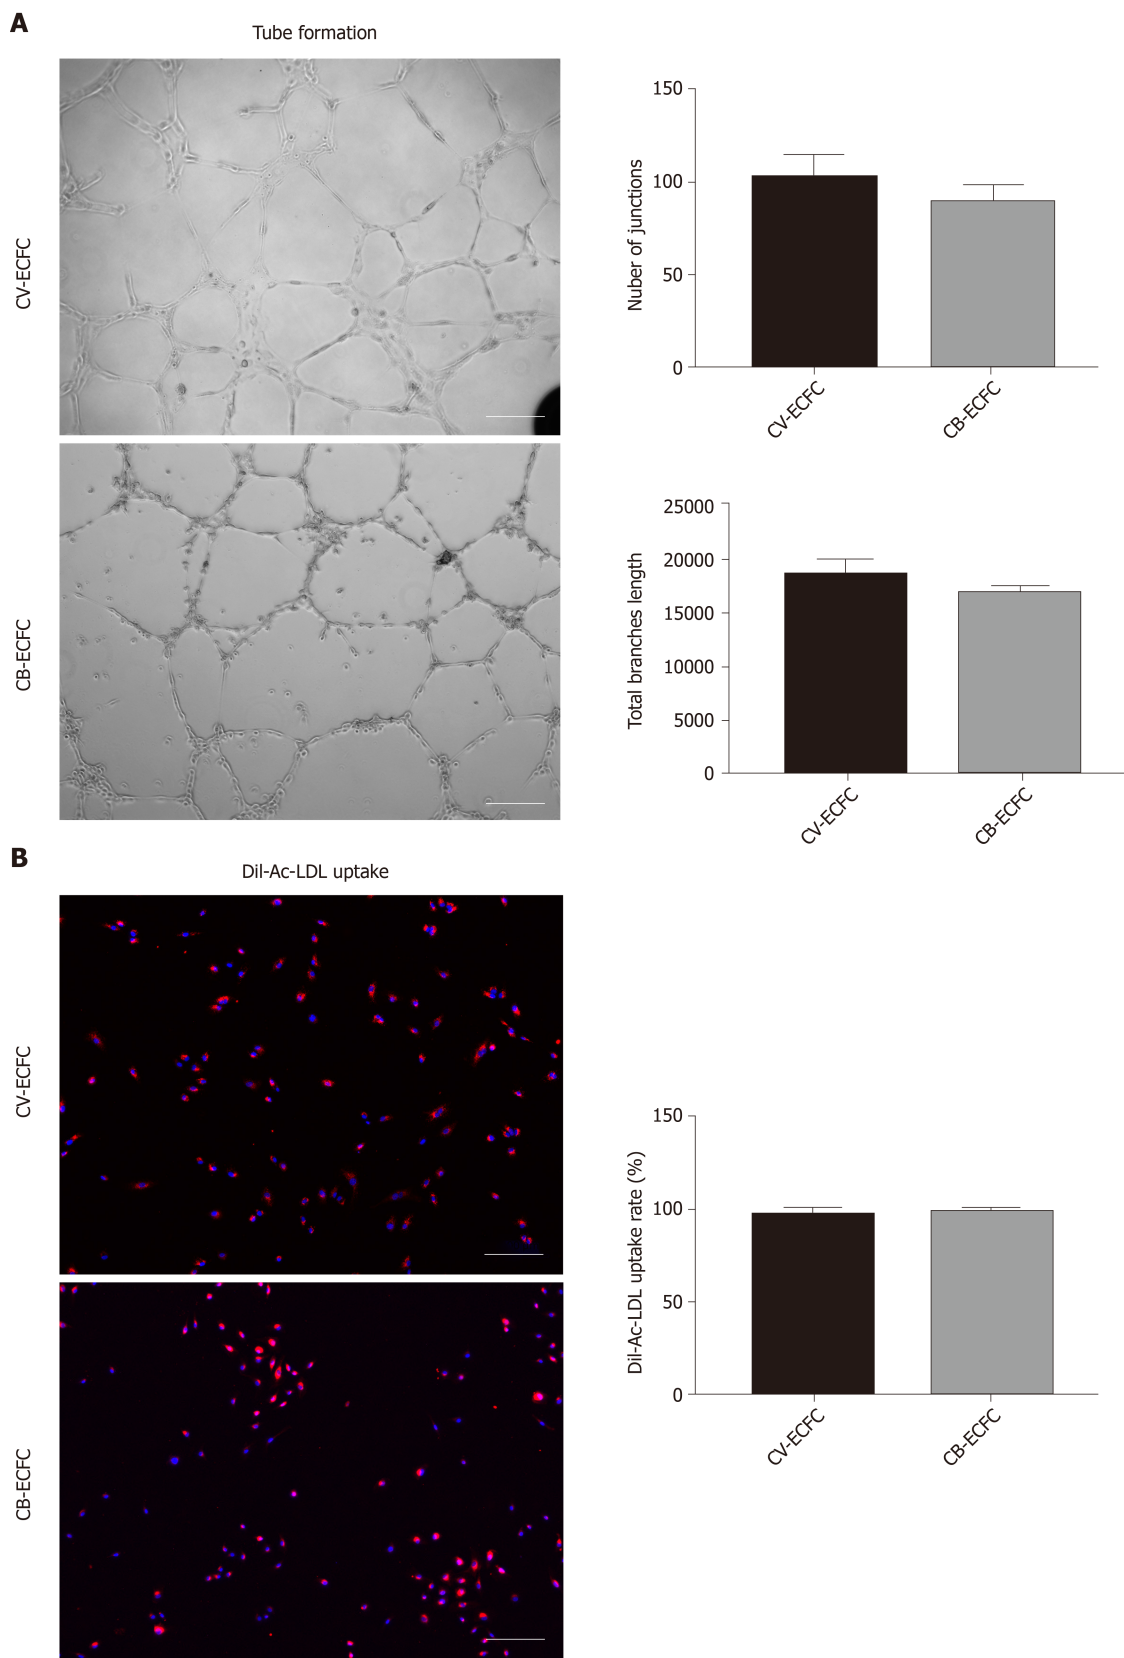 A
Tube formation
CV-ECFC
CB-ECFC
Nuber of junctions
150
100
50
0
CV-ECFC
CB-ECFC
Total branches length
25000
20000
15000
10000
5000
0
CV-ECFC
CB-ECFC
B
Dil-Ac-LDL uptake
CV-ECFC
CB-ECFC
Dil-Ac-LDL uptake rate (%)
150
100
50
0
CV-ECFC
CB-ECFC